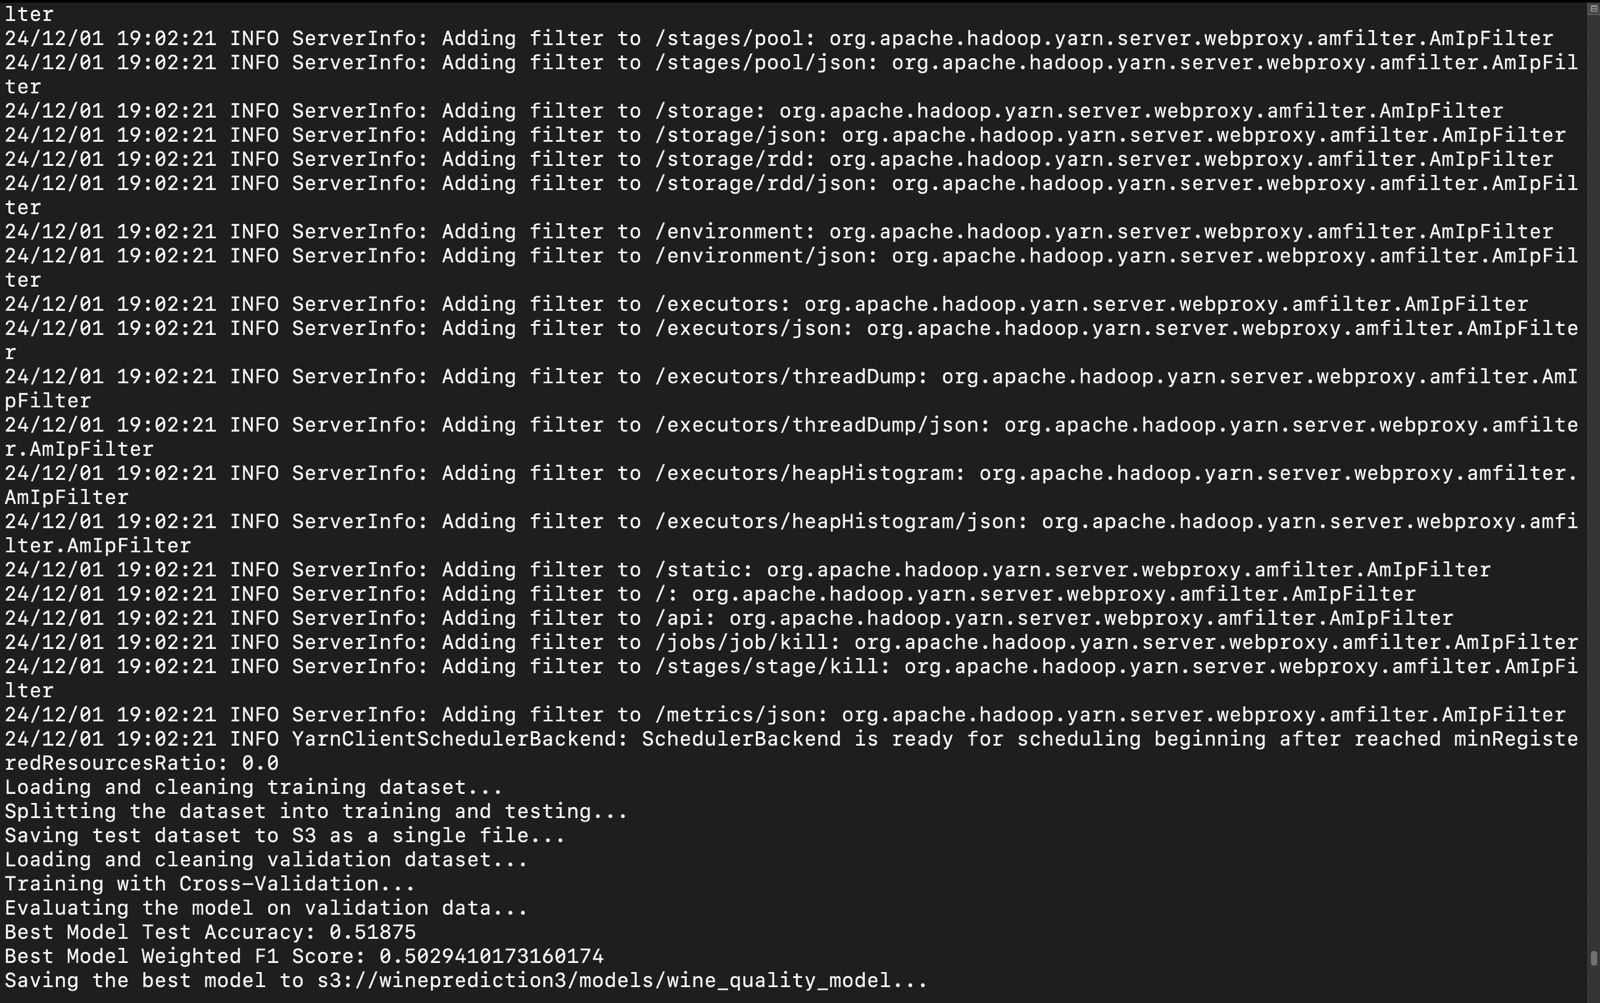 lter
24/12/01 19:02:21 INFO ServerInfo: Adding filter to /stages/pool: org.apache.hadoop.yarn.server.webproxy.amfilter.AmIpFilter
24/12/01 19:02:21 INFO ServerInfo: Adding filter to /stages/pool/json: org.apache.hadoop.yarn.server.webproxy.amfilter.AmIpFil
ter
24/12/01 19:02:21 INFO ServerInfo: Adding filter to /storage: org.apache.hadoop.yarn.server.webproxy.amfilter.AmIpFilter
24/12/01 19:02:21 INFO ServerInfo: Adding filter to /storage/json: org.apache.hadoop.yarn.server.webproxy.amfilter.AmIpFilter
24/12/01 19:02:21 INFO ServerInfo: Adding filter to /storage/rdd: org.apache.hadoop.yarn.server.webproxy.amfilter.AmIpFilter
24/12/01 19:02:21 INFO ServerInfo: Adding filter to /storage/rdd/json: org.apache.hadoop.yarn.server.webproxy.amfilter.AmIpFil
ter
24/12/01 19:02:21 INFO ServerInfo: Adding filter to /environment: org.apache.hadoop.yarn.server.webproxy.amfilter.AmIpFilter
24/12/01 19:02:21 INFO ServerInfo: Adding filter to /environment/json: org.apache.hadoop.yarn.server.webproxy.amfilter.AmIpFil
ter
24/12/01 19:02:21 INFO ServerInfo: Adding filter to /executors: org.apache.hadoop.yarn.server.webproxy.amfilter.AmIpFilter
24/12/01 19:02:21 INFO ServerInfo: Adding filter to /executors/json: org.apache.hadoop.yarn.server.webproxy.amfilter.AmIpFilte
r
24/12/01 19:02:21 INFO ServerInfo: Adding filter to /executors/threadDump: org.apache.hadoop.yarn.server.webproxy.amfilter.AmI
pFilter
24/12/01 19:02:21 INFO ServerInfo: Adding filter to /executors/threadDump/json: org.apache.hadoop.yarn.server.webproxy.amfilte
r.AmIpFilter
24/12/01 19:02:21 INFO ServerInfo: Adding filter to /executors/heapHistogram: org.apache.hadoop.yarn.server.webproxy.amfilter.
AmIpFilter
24/12/01 19:02:21 INFO ServerInfo: Adding filter to /executors/heapHistogram/json: org.apache.hadoop.yarn.server.webproxy.amfi
lter.AmIpFilter
24/12/01 19:02:21 INFO ServerInfo: Adding filter to /static: org.apache.hadoop.yarn.server.webproxy.amfilter.AmIpFilter
24/12/01 19:02:21 INFO ServerInfo: Adding filter to /: org.apache.hadoop.yarn.server.webproxy.amfilter.AmIpFilter
24/12/01 19:02:21 INFO ServerInfo: Adding filter to /api: org.apache.hadoop.yarn.server.webproxy.amfilter.AmIpFilter
24/12/01 19:02:21 INFO ServerInfo: Adding filter to /jobs/job/kill: org.apache.hadoop.yarn.server.webproxy.amfilter.AmIpFilter
24/12/01 19:02:21 INFO ServerInfo: Adding filter to /stages/stage/kill: org.apache.hadoop.yarn.server.webproxy.amfilter.AmIpFi
lter
24/12/01 19:02:21 INFO ServerInfo: Adding filter to /metrics/json: org.apache.hadoop.yarn.server.webproxy.amfilter.AmIpFilter
24/12/01 19:02:21 INFO YarnClientSchedulerBackend: SchedulerBackend is ready for scheduling beginning after reached minRegiste
redResourcesRatio: 0.0
Loading and cleaning training dataset...
Splitting the dataset into training and testing...
Saving test dataset to S3 as a single file...
Loading and cleaning validation dataset...
Training with Cross-Validation...
Evaluating the model on validation data...
Best Model Test Accuracy: 0.51875
Best Model Weighted F1 Score: 0.5029410173160174
Saving the best model to s3://wineprediction3/models/wine_quality_model...